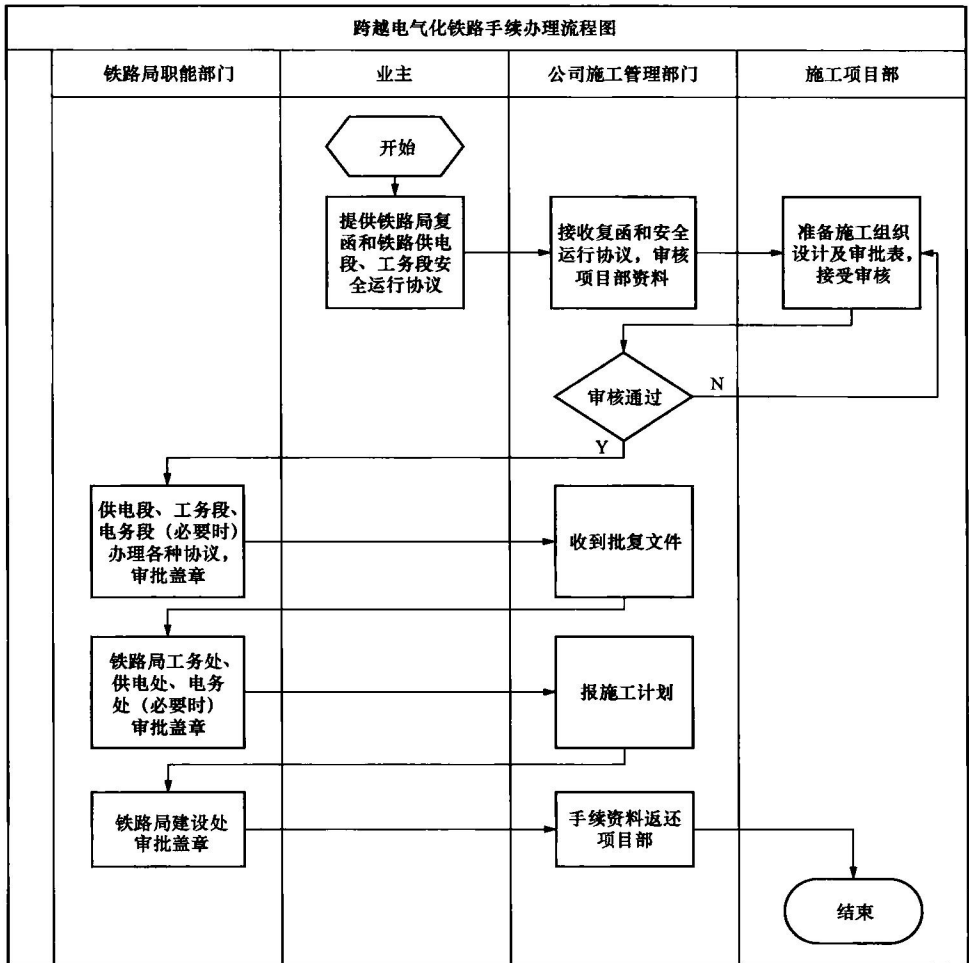 跨越电气化铁路手续办理流程图
铁路局职能部门
业主
公司施工管理部门
施工项目部
开始
提供铁路局复
函和铁路供电
段、工务段安
全运行协议
接收复函和安全
运行协议，审核
项目部资料
准备施工组织
设计及审批表，
接受审核
审核通过
N
Y
供电段、工务段、
电务段（必要时）
办理各种协议，
审批盖章
收到批复文件
铁路局工务处、
供电处、电务
处（必要时）
审批盖章
报施工计划
铁路局建设处
审批盖章
手续资料返还
项目部
结束